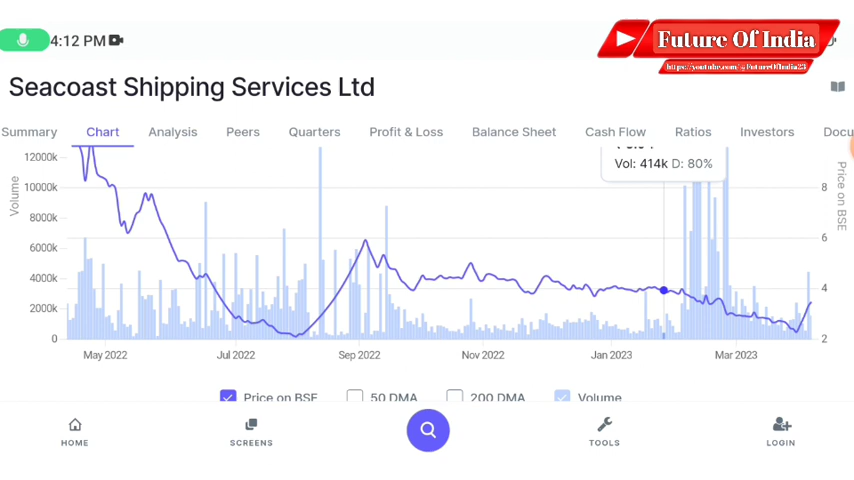 4:12 PM
Future Of India
Seacoast Shipping Services Ltd
Summary Chart Analysis Peers Quarters Profit & Loss Balance Sheet Cash Flow Ratios Investors Docu
Vol: 414k D: 80%
Volume
12000k
10000k
8000k
6000k
4000k
2000k
0
Price on BSE
8
6
4
2
May 2022 Jul 2022 Sep 2022 Nov 2022 Jan 2023 Mar 2023
Price on BSE 50 DMA 200 DMA Volume
HOME SCREENS TOOLS LOGIN